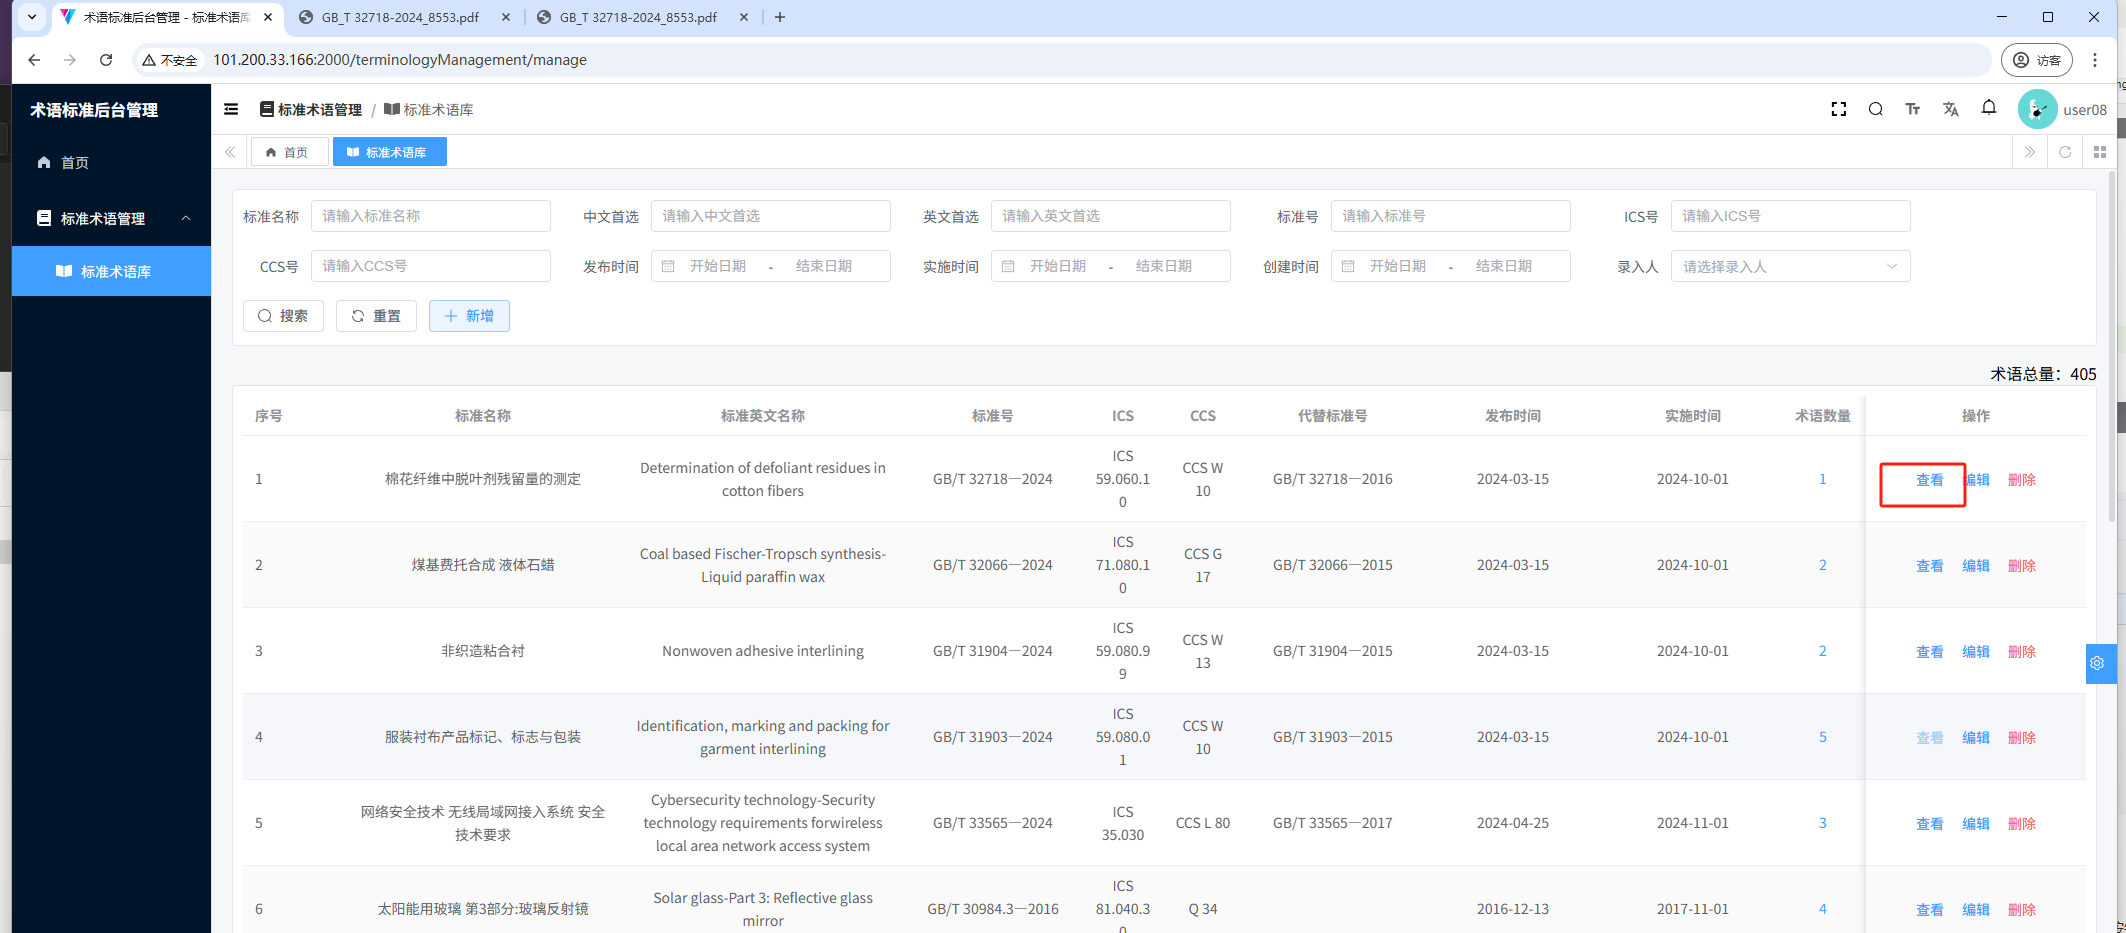 术语标准后台管理 - 标准术语库
GB_T 32718-2024_8553.pdf
GB_T 32718-2024_8553.pdf
不安全
101.200.33.166:2000/terminologyManagement/manage
访客
术语标准后台管理
标准术语管理 / 标准术语库
user08
首页
标准术语管理
标准术语库
首页
标准术语库
标准名称 请输入标准名称 中文首选 请输入中文首选 英文首选 请输入英文首选 标准号 请输入标准号 ICS号 请输入ICS号
CCS号 请输入CCS号 发布时间 开始日期 - 结束日期 实施时间 开始日期 - 结束日期 创建时间 开始日期 - 结束日期 录入人 请选择录入人
搜索 重置 新增
术语总量：405
序号 标准名称 标准英文名称 标准号 ICS CCS 代替标准号 发布时间 实施时间 术语数量 操作
1 棉花纤维中脱叶剂残留量的测定 Determination of defoliant residues in cotton fibers GB/T 32718—2024 ICS 59.060.10 CCS W 10 GB/T 32718—2016 2024-03-15 2024-10-01 1 查看 编辑 删除
2 煤基费托合成 液体石蜡 Coal based Fischer-Tropsch synthesis-Liquid paraffin wax GB/T 32066—2024 ICS 71.080.10 CCS G 17 GB/T 32066—2015 2024-03-15 2024-10-01 2 查看 编辑 删除
3 非织造粘合衬 Nonwoven adhesive interlining GB/T 31904—2024 ICS 59.080.99 CCS W 13 GB/T 31904—2015 2024-03-15 2024-10-01 2 查看 编辑 删除
4 服装衬布产品标记、标志与包装 Identification, marking and packing for garment interlining GB/T 31903—2024 ICS 59.080.01 CCS W 10 GB/T 31903—2015 2024-03-15 2024-10-01 5 查看 编辑 删除
5 网络安全技术 无线局域网接入系统 安全技术要求 Cybersecurity technology-Security technology requirements forwireless local area network access system GB/T 33565—2024 ICS 35.030 CCS L 80 GB/T 33565—2017 2024-04-25 2024-11-01 3 查看 编辑 删除
6 太阳能用玻璃 第3部分:玻璃反射镜 Solar glass-Part 3: Reflective glass mirror GB/T 30984.3—2016 ICS 81.040.30 Q 34 2016-12-13 2017-11-01 4 查看 编辑 删除